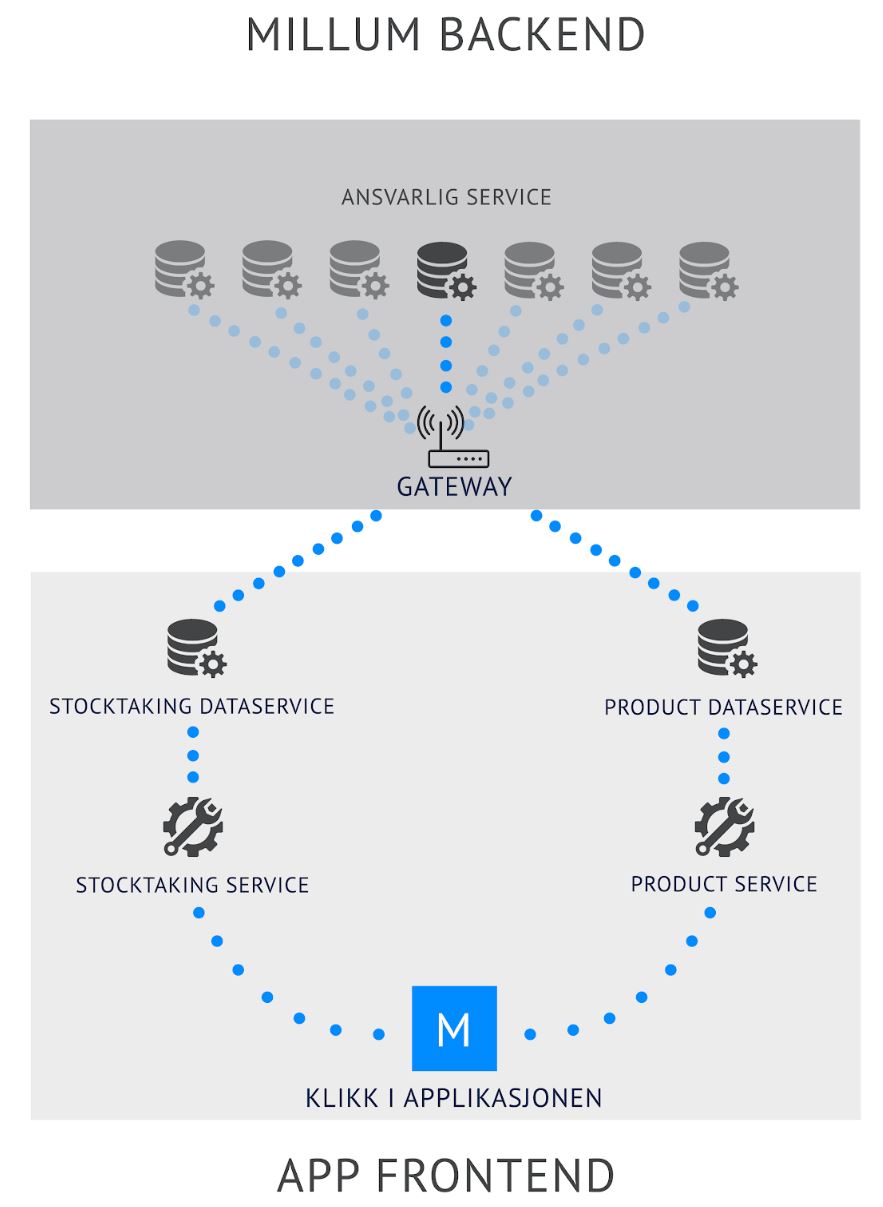 MILLUM BACKEND
ANSVARLIG SERVICE
GATEWAY
STOCKTAKING DATASERVICE
PRODUCT DATASERVICE
STOCKTAKING SERVICE
PRODUCT SERVICE
M
KLIKK I APPLIKASJONEN
APP FRONTEND